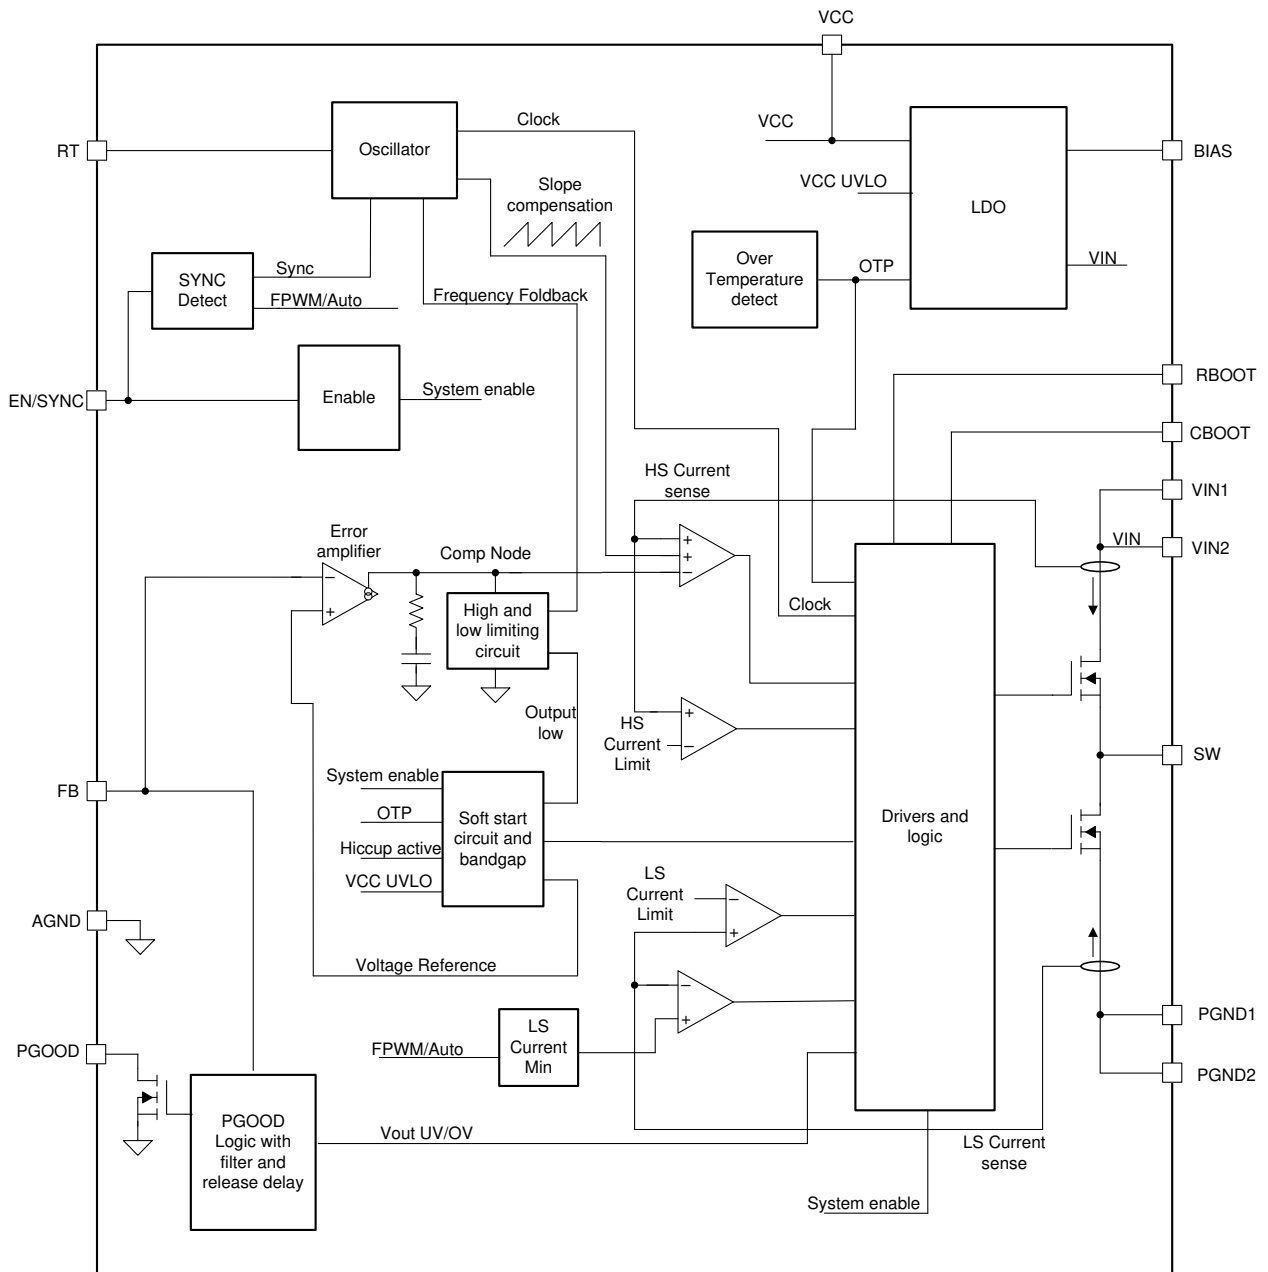 VCC
Oscillator
Clock
VCC
RT
BIAS
Slope
compensation
VCC UVLO
LDO
SYNC
Detect
Sync
FPWM/Auto
Frequency Foldback
Over
Temperature
detect
OTP
VIN
RBOOT
EN/SYNC
Enable
System enable
CBOOT
HS Current
sense
VIN1
Error
amplifier
Comp Node
VIN
VIN2
−
+
+
+
−
High and
low limiting
circuit
Clock
Output
low
HS
Current
Limit
+
−
SW
FB
System enable
OTP
Hiccup active
VCC UVLO
Soft start
circuit and
bandgap
Drivers and
logic
LS
Current
Limit
−
+
AGND
Voltage Reference
−
+
LS
Current
Min
FPWM/Auto
PGND1
PGOOD
PGND2
PGOOD
Logic with
filter and
release delay
Vout UV/OV
LS Current
sense
System enable